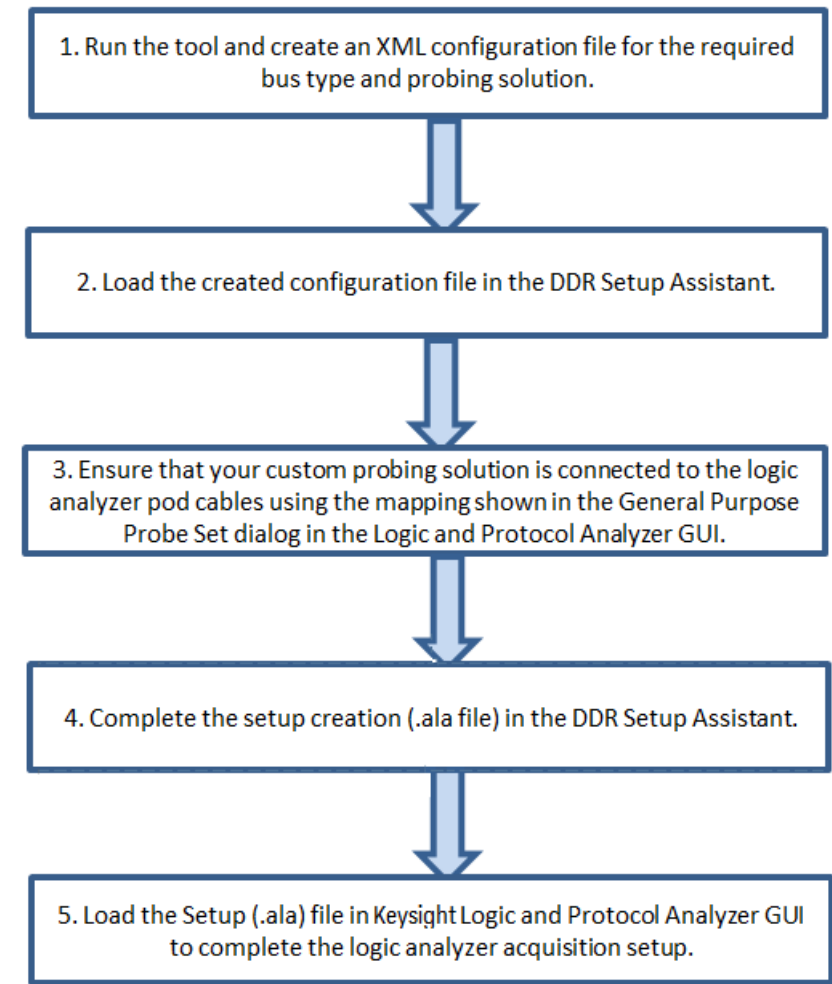 1. Run the tool and create an XML configuration file for the required
bus type and probing solution.
2. Load the created configuration file in the DDR Setup Assistant.
3. Ensure that your custom probing solution is connected to the logic
analyzer pod cables using the mapping shown in the General Purpose
Probe Set dialog in the Logic and Protocol Analyzer GUI.
4. Complete the setup creation (.ala file) in the DDR Setup Assistant.
5. Load the Setup (.ala) file in Keysight Logic and Protocol Analyzer GUI
to complete the logic analyzer acquisition setup.